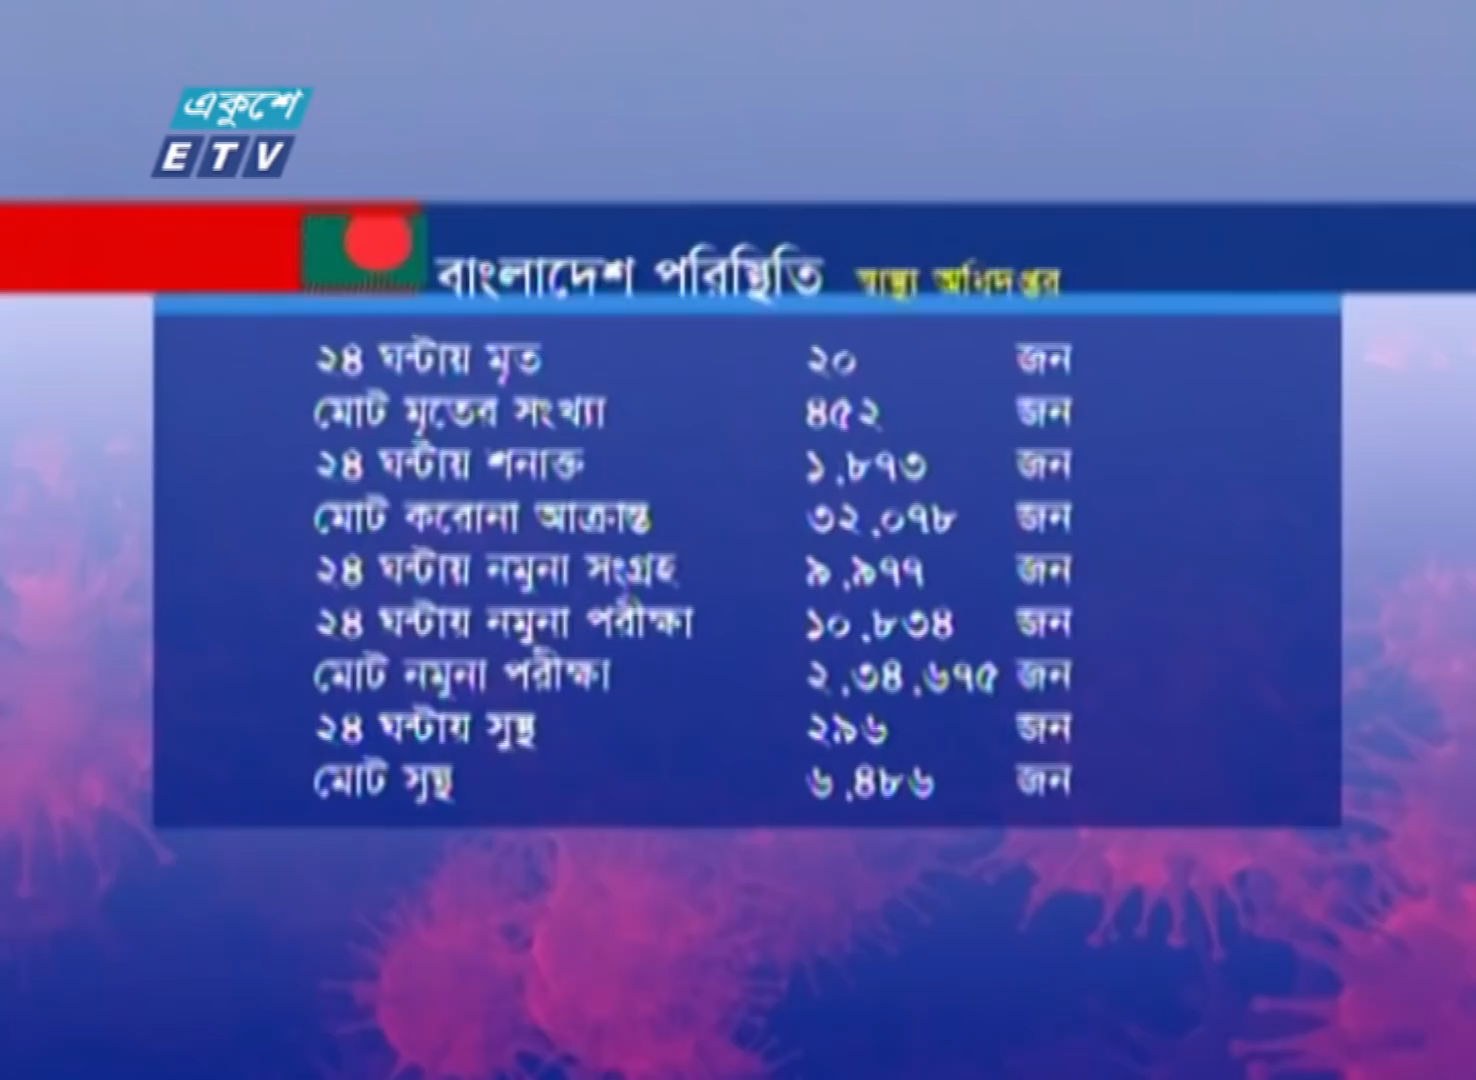 একুশে
ETV
বাংলাদেশ পরিস্থিতি স্বাস্থ্য অধিদপ্তর
২৪ ঘন্টায় মৃত ২০ জন
মোট মৃতের সংখ্যা ৪৫২ জন
২৪ ঘন্টায় শনাক্ত ১,৮৭৩ জন
মোট করোনা আক্রান্ত ৩২,০৭৮ জন
২৪ ঘন্টায় নমুনা সংগ্রহ ৯,৯৭৭ জন
২৪ ঘন্টায় নমুনা পরীক্ষা ১০,৮৩৪ জন
মোট নমুনা পরীক্ষা ২,৩৪,৬৭৫ জন
২৪ ঘন্টায় সুস্থ ২৯৬ জন
মোট সুস্থ ৬,৪৮৬ জন